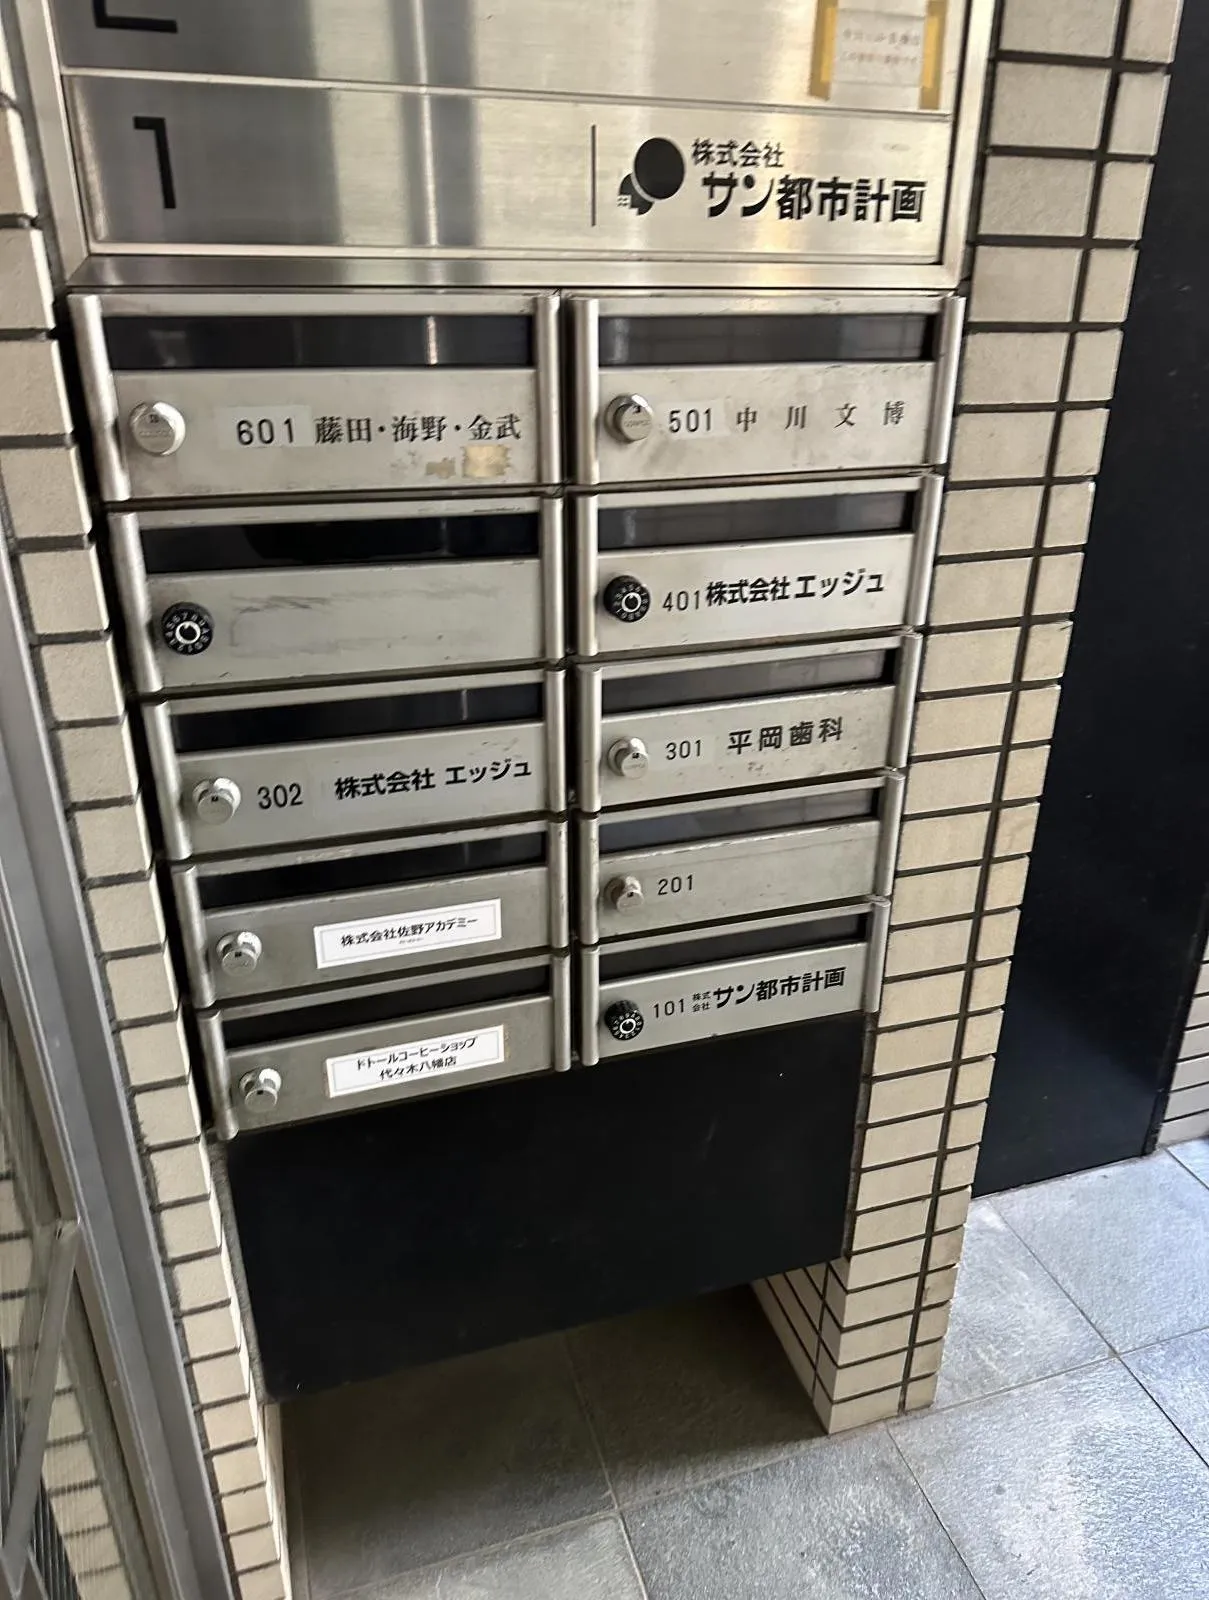 1
株式会社
サン都市計画
601 藤田・海野・金武
501 中川文博
401 株式会社 エッジュ
302 株式会社 エッジュ
301 平岡歯科
株式会社佐野アカデミー
201
ドトールコーヒーショップ
代々木八幡店
101 株式会社 サン都市計画